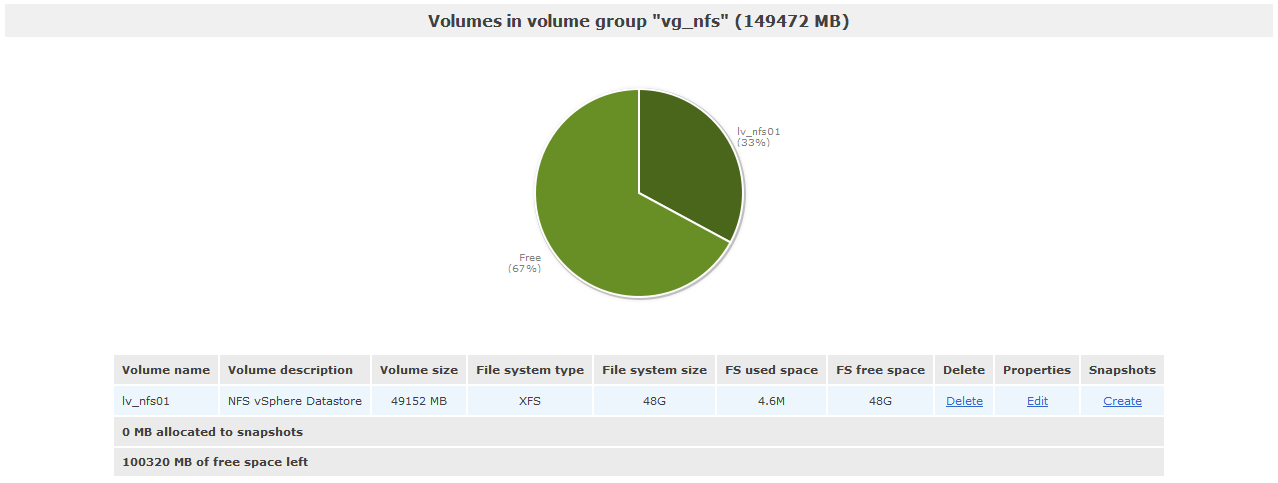 Volumes in volume group "vg_nfs" (149472 MB)
lv_nfs01
(33%)
Free
(67%)
Volume name Volume description Volume size File system type File system size FS used space FS free space Delete Properties Snapshots
lv_nfs01 NFS vSphere Datastore 49152 MB XFS 48G 4.6M 48G Delete Edit Create
0 MB allocated to snapshots
100320 MB of free space left